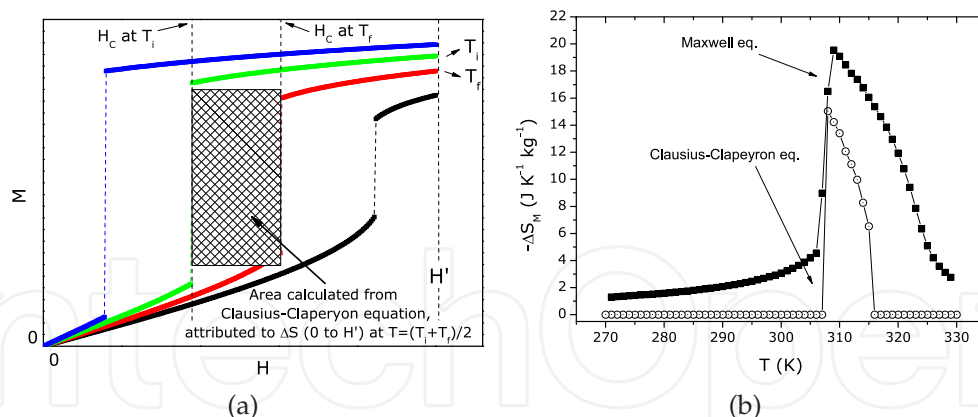 H_C at T_i
H_C at T_f
T_i
T_f
M
H'
Area calculated from
Clausius-Claperyon equation,
attributed to ΔS (0 to H') at T=(T_i+T_f)/2
0
0
H
(a)
22
20
18
16
14
12
10
8
6
4
2
0
-ΔS_M (J K⁻¹ kg⁻¹)
Maxwell eq.
Clausius-Clapeyron eq.
270 280 290 300 310 320 330
T (K)
(b)
intechopen